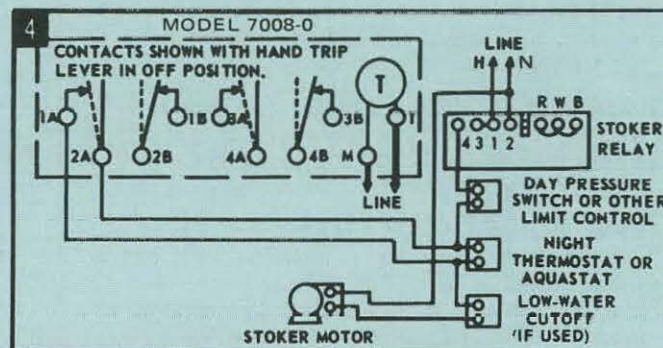 4
MODEL 7008-0
CONTACTS SHOWN WITH HAND TRIP
LEVER IN OFF POSITION.
T
1A
1B
3A
3B
T
2A
2B
4A
4B
M
LINE
LINE
H N
R W B
4 3 1 2
STOKER
RELAY
DAY PRESSURE
SWITCH OR OTHER
LIMIT CONTROL
NIGHT
THERMOSTAT OR
AQUASTAT
LOW-WATER
CUTOFF
(IF USED)
STOKER MOTOR